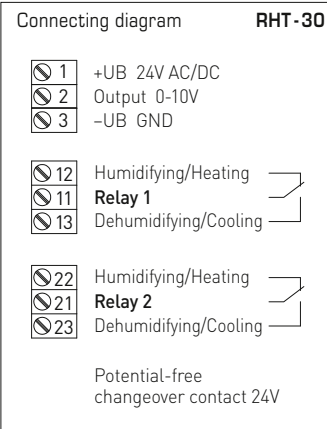 Connecting diagram RHT-30
1 +UB 24V AC/DC
2 Output 0-10V
3 –UB GND
12 Humidifying/Heating
11 Relay 1
13 Dehumidifying/Cooling
22 Humidifying/Heating
21 Relay 2
23 Dehumidifying/Cooling
Potential-free
changeover contact 24V